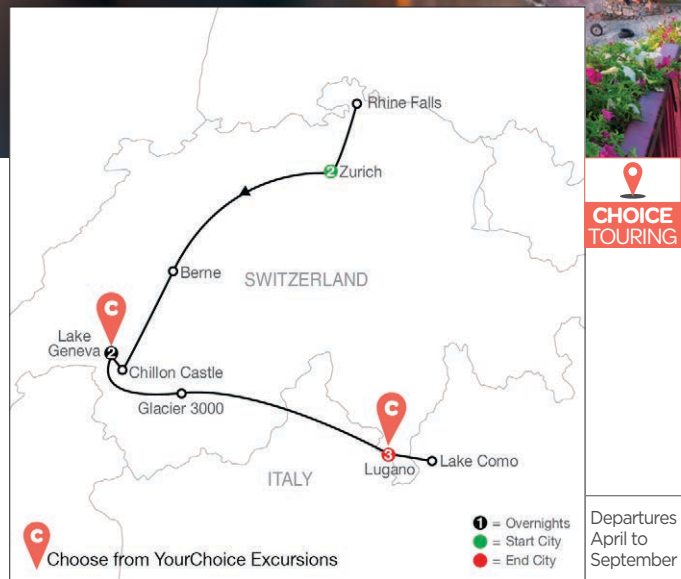 Rhine Falls
2 Zurich
Berne
SWITZERLAND
C
Lake
Geneva 2
Chillon Castle
Glacier 3000
C
3
Lugano
Lake Como
ITALY
C Choose from YourChoice Excursions
1 = Overnights
= Start City
= End City
CHOICE
TOURING
Departures
April to
September